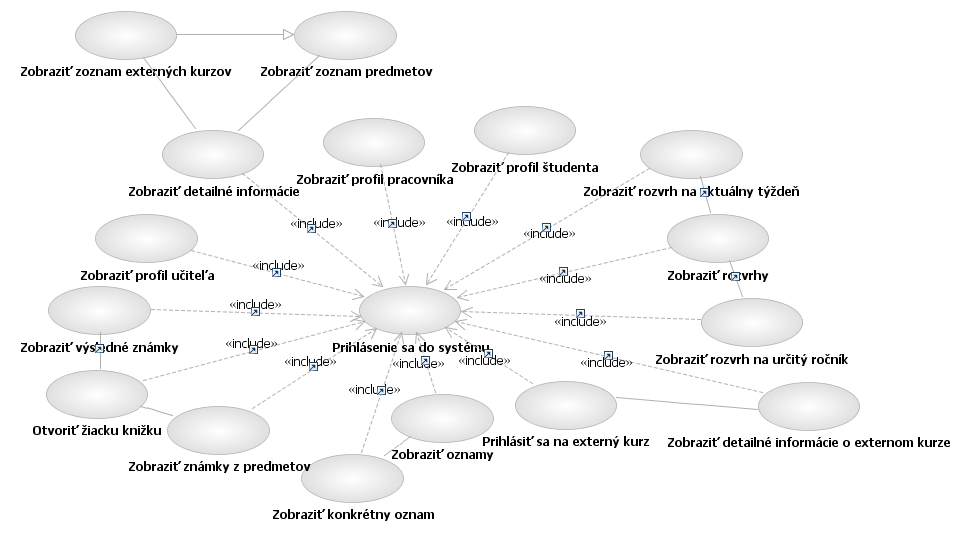 Zobraziť zoznam externých kurzov
Zobraziť zoznam predmetov
Zobraziť profil študenta
Zobraziť profil pracovníka
Zobraziť detailné informácie
Zobraziť rozvrh na aktuálny týždeň
«include»
«include»
«include»
«include»
«include»
«include»
Zobraziť profil učiteľa
Zobraziť rozvrhy
«include»
«include»
Zobraziť výsledné známky
«include»
Prihlásenie sa do systému
Zobraziť rozvrh na určitý ročník
«include»
«include»
«include»
«include»
«include»
Otvoriť žiacku knižku
Zobraziť známky z predmetov
Zobraziť oznamy
Prihlásiť sa na externý kurz
Zobraziť detailné informácie o externom kurze
Zobraziť konkrétny oznam